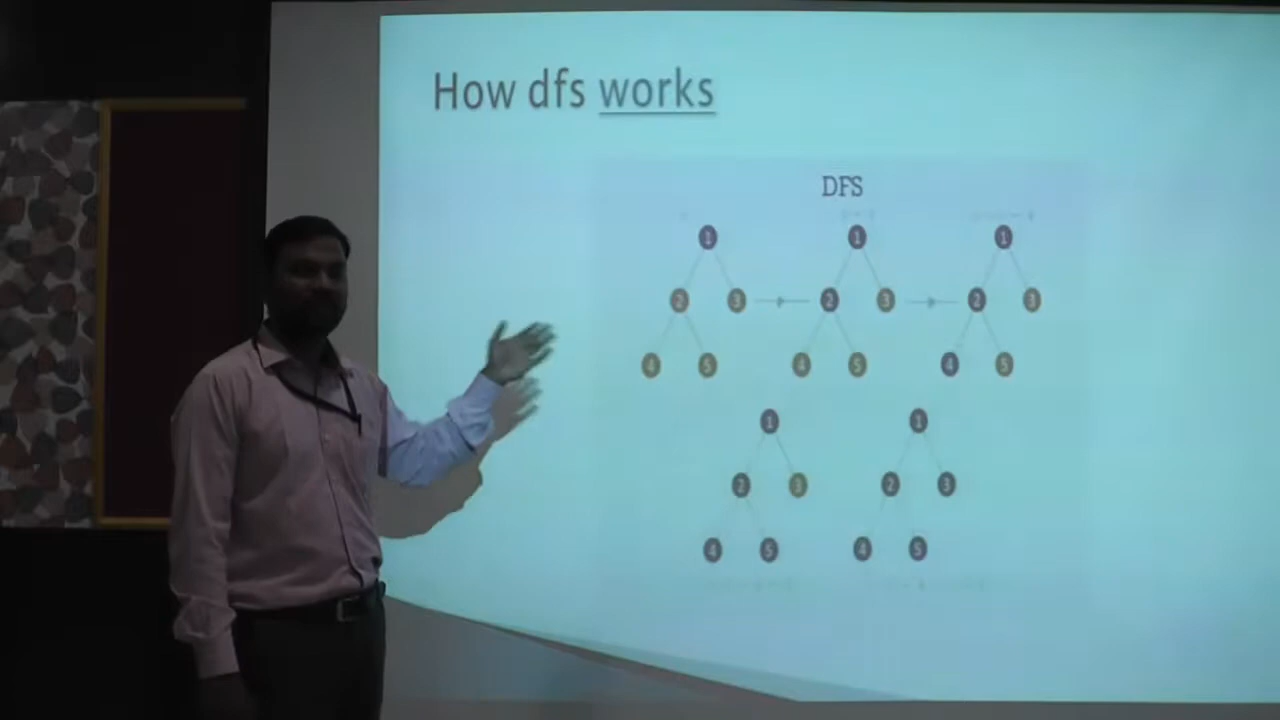 How dfs works
DFS
1 1 1
2 3 2 3 2 3
4 5 4 5 4 5
1 1
2 3 2 3
4 5 4 5